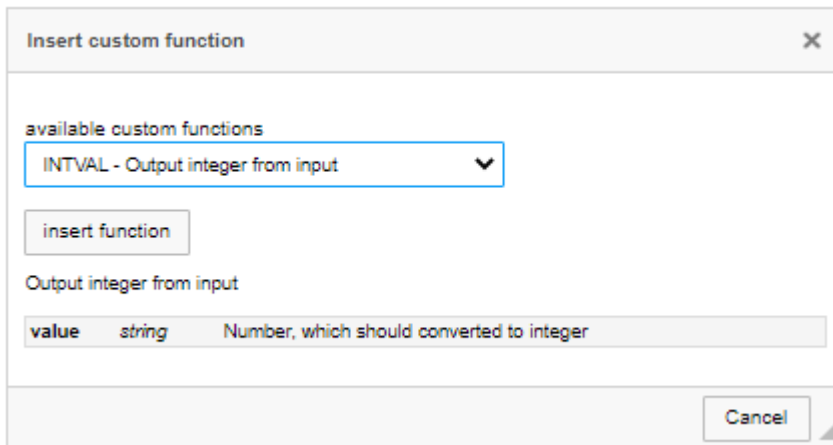 Insert custom function
available custom functions
INTVAL - Output integer from input
insert function
Output integer from input
value string Number, which should converted to integer
Cancel